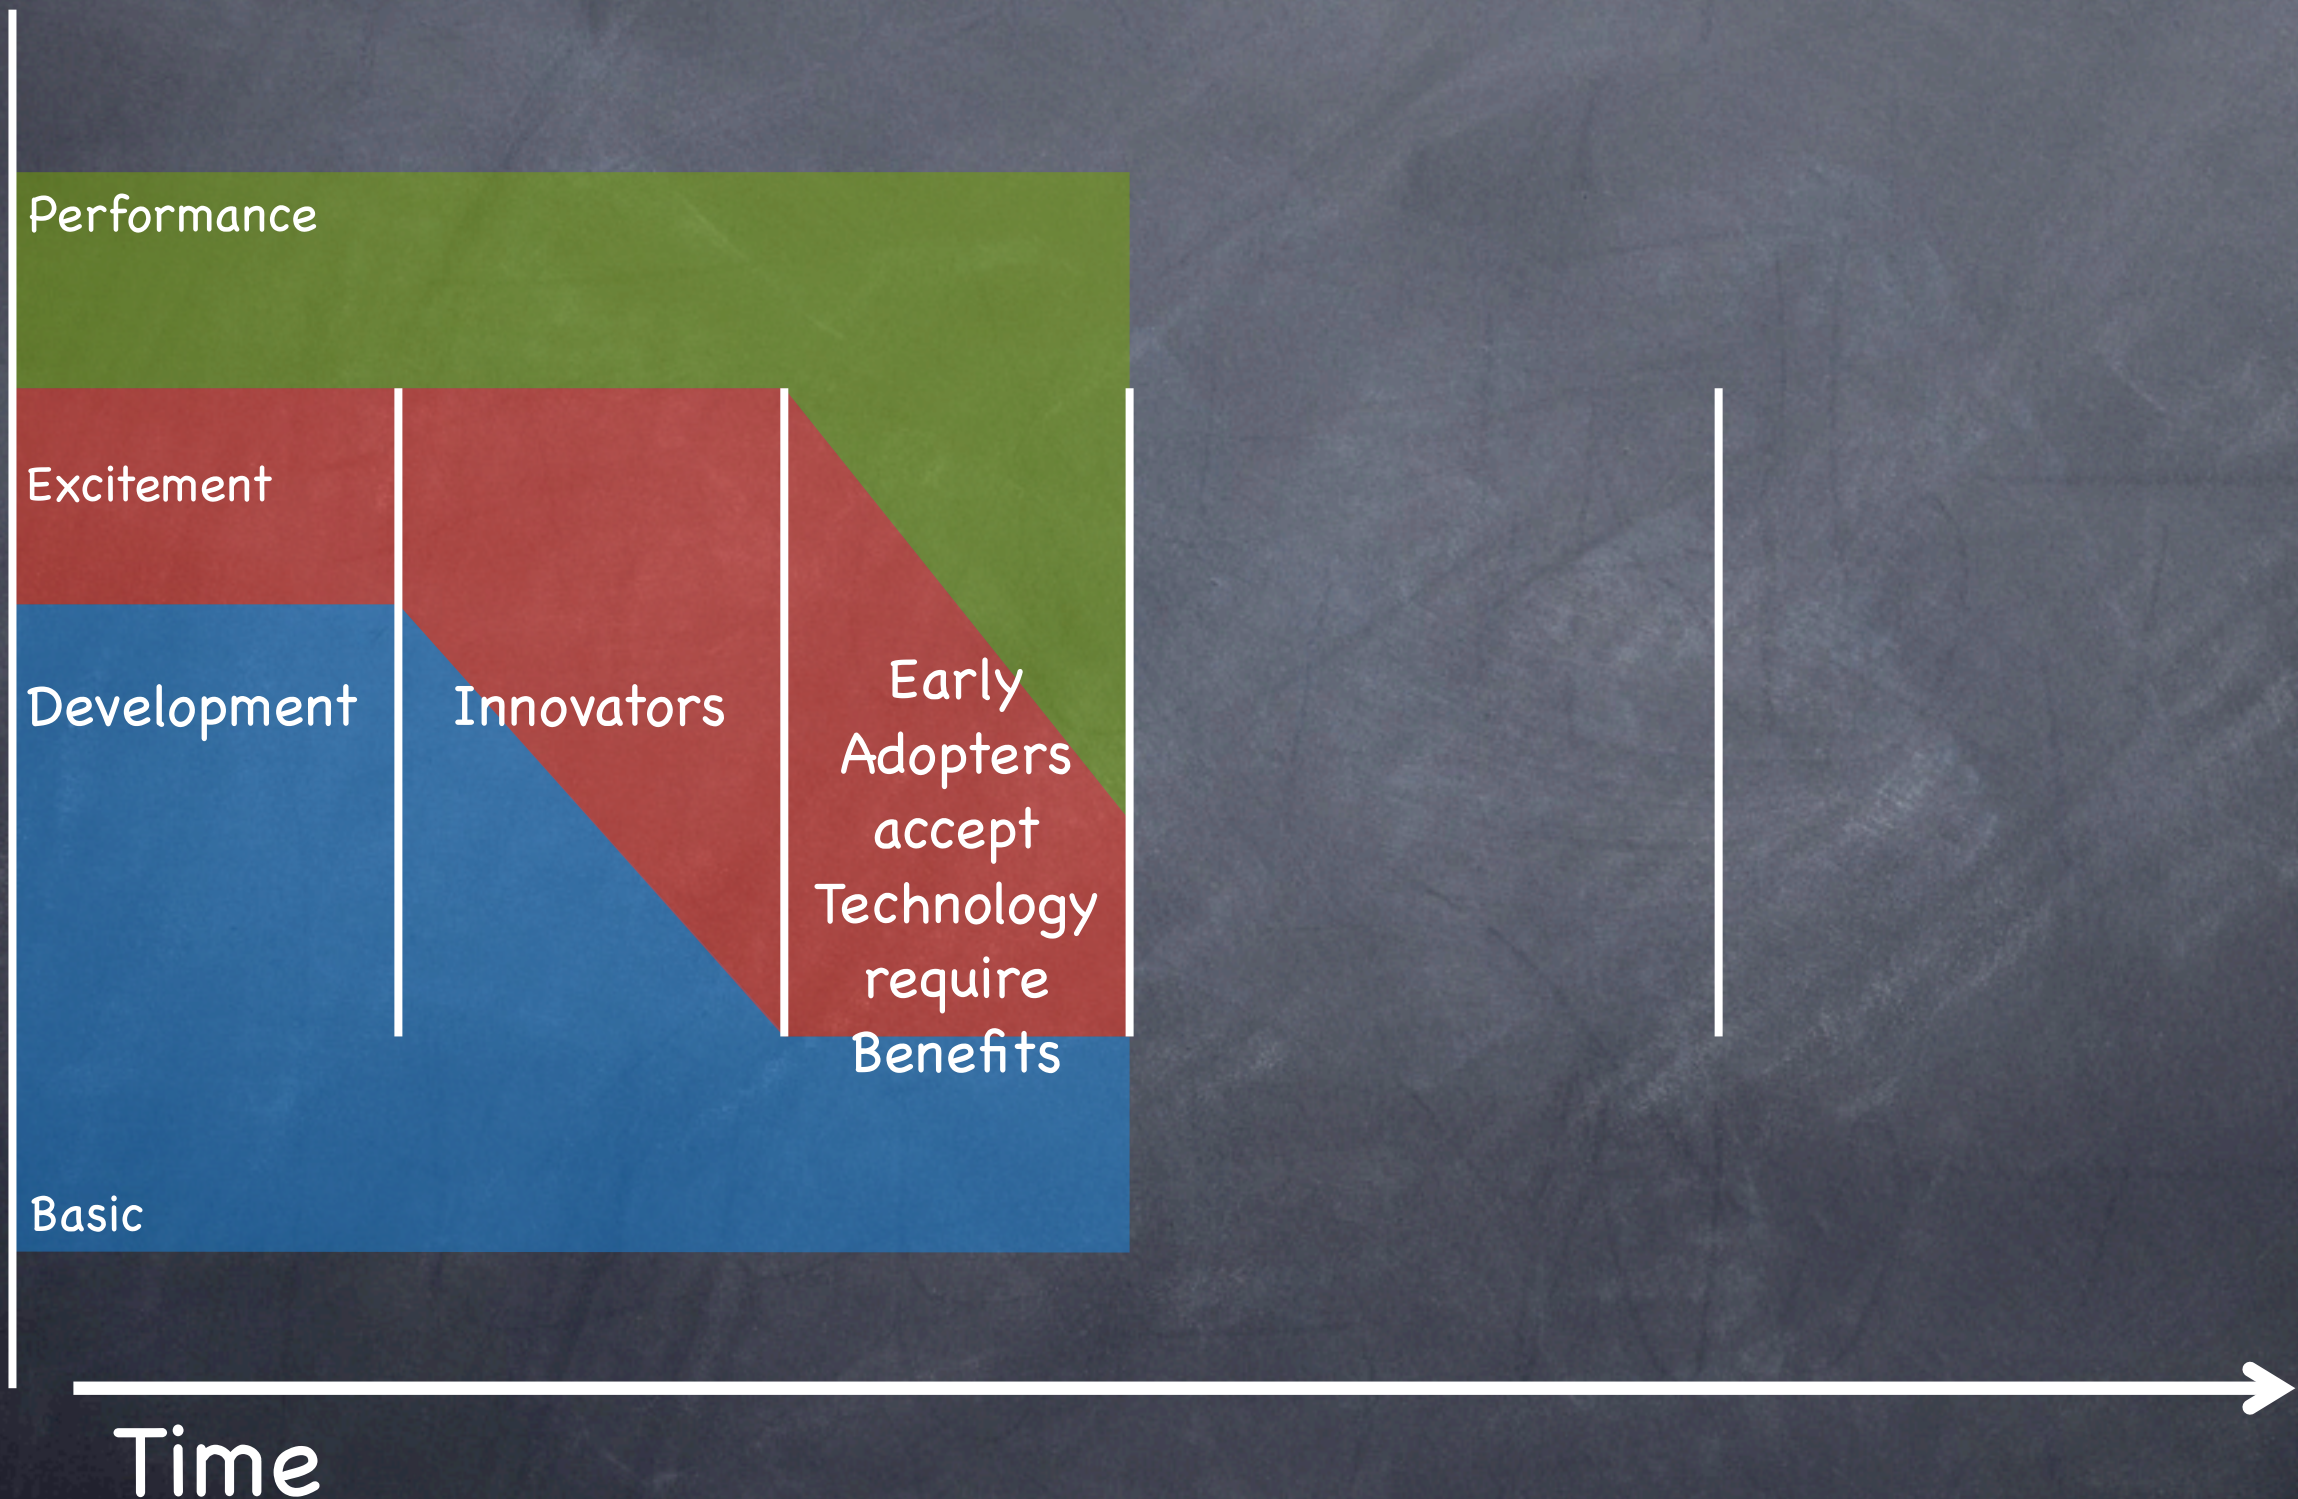 Performance
Excitement
Development
Innovators
Early
Adopters
accept
Technology
require
Benefits
Basic
Time